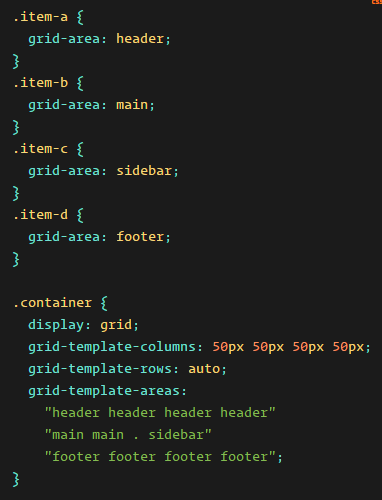 css
.item-a {
  grid-area: header;
}
.item-b {
  grid-area: main;
}
.item-c {
  grid-area: sidebar;
}
.item-d {
  grid-area: footer;
}

.container {
  display: grid;
  grid-template-columns: 50px 50px 50px 50px;
  grid-template-rows: auto;
  grid-template-areas:
    "header header header header"
    "main main . sidebar"
    "footer footer footer footer";
}